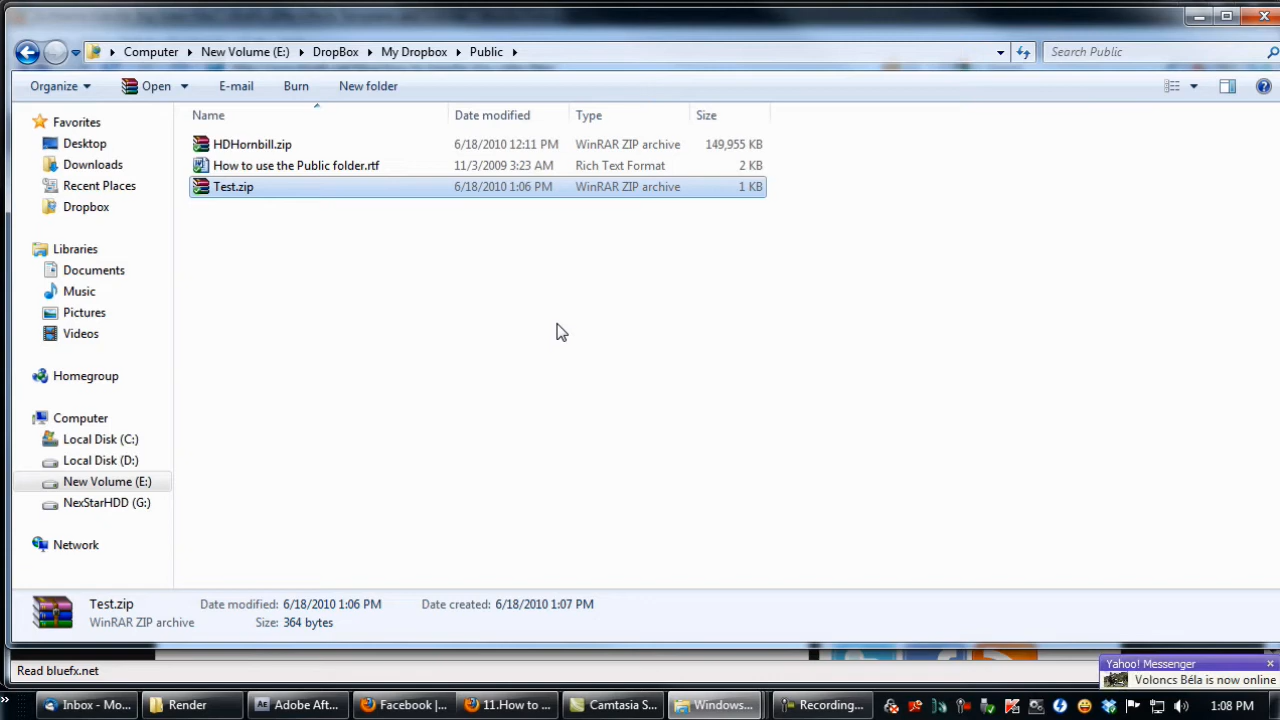 Computer New Volume (E:) DropBox My Dropbox Public
Search Public
Organize Open E-mail Burn New folder
Name Date modified Type Size
HDHornbill.zip 6/18/2010 12:11 PM WinRAR ZIP archive 149,955 KB
How to use the Public folder.rtf 11/3/2009 3:23 AM Rich Text Format 2 KB
Test.zip 6/18/2010 1:06 PM WinRAR ZIP archive 1 KB
Favorites
Desktop
Downloads
Recent Places
Dropbox
Libraries
Documents
Music
Pictures
Videos
Homegroup
Computer
Local Disk (C:)
Local Disk (D:)
New Volume (E:)
NexStarHDD (G:)
Network
Test.zip Date modified: 6/18/2010 1:06 PM Date created: 6/18/2010 1:07 PM
WinRAR ZIP archive Size: 364 bytes
Read bluefx.net
Yahoo! Messenger
Voloncs Béla is now online
Inbox - Mo... Render Adobe Aft... Facebook |... 11.How to ... Camtasia S... Windows... Recording... 1:08 PM